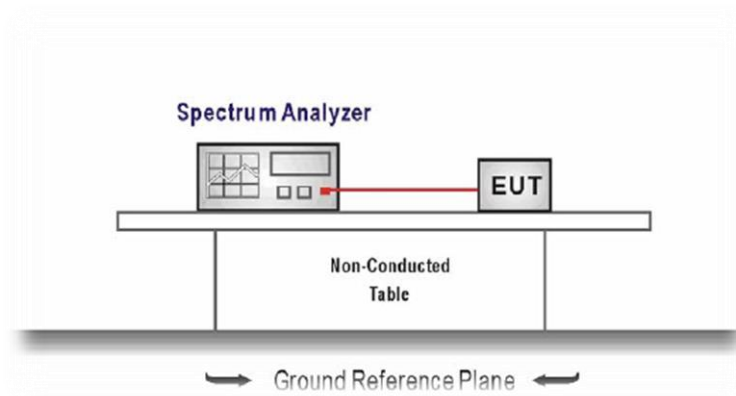 Spectrum Analyzer
EUT
Non-Conducted
Table
Ground Reference Plane